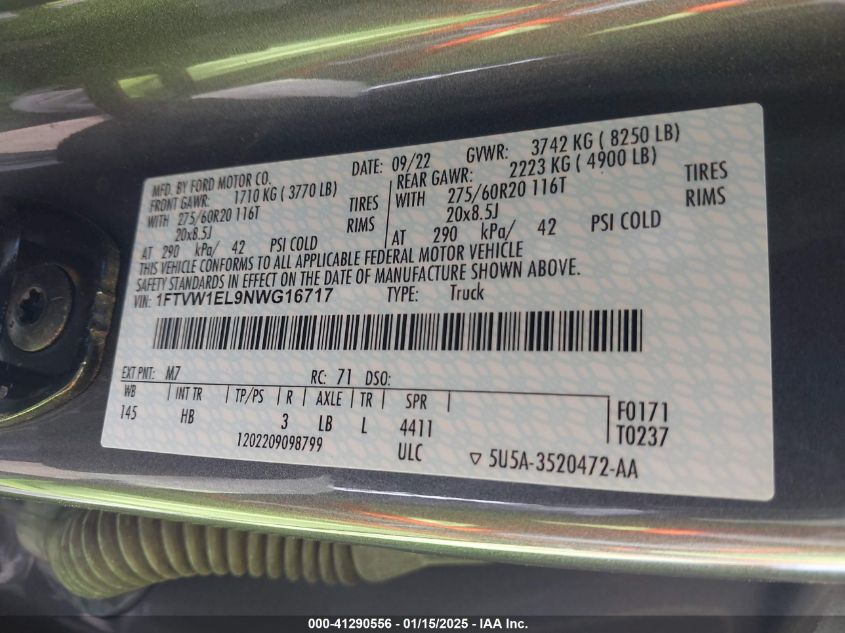 MFD. BY FORD MOTOR CO. DATE: 09/22 GVWR: 3742 KG ( 8250 LB)
FRONT GAWR: 1710 KG ( 3770 LB) REAR GAWR: 2223 KG ( 4900 LB)
WITH 275/60R20 116T TIRES WITH 275/60R20 116T TIRES
20x8.5J RIMS 20x8.5J RIMS
AT 290 kPa/ 42 PSI COLD AT 290 kPa/ 42 PSI COLD
THIS VEHICLE CONFORMS TO ALL APPLICABLE FEDERAL MOTOR VEHICLE
SAFETY STANDARDS IN EFFECT ON THE DATE OF MANUFACTURE SHOWN ABOVE.
VIN: 1FTVW1EL9NWG16717 TYPE: Truck
EXT PNT: M7 RC: 71 DSO:
WB INT TR TP/PS R AXLE TR SPR
145 HB 3 LB L 4411 F0171
1202209098799 ULC T0237
5U5A-3520472-AA
000-41290556 - 01/15/2025 - IAA Inc.